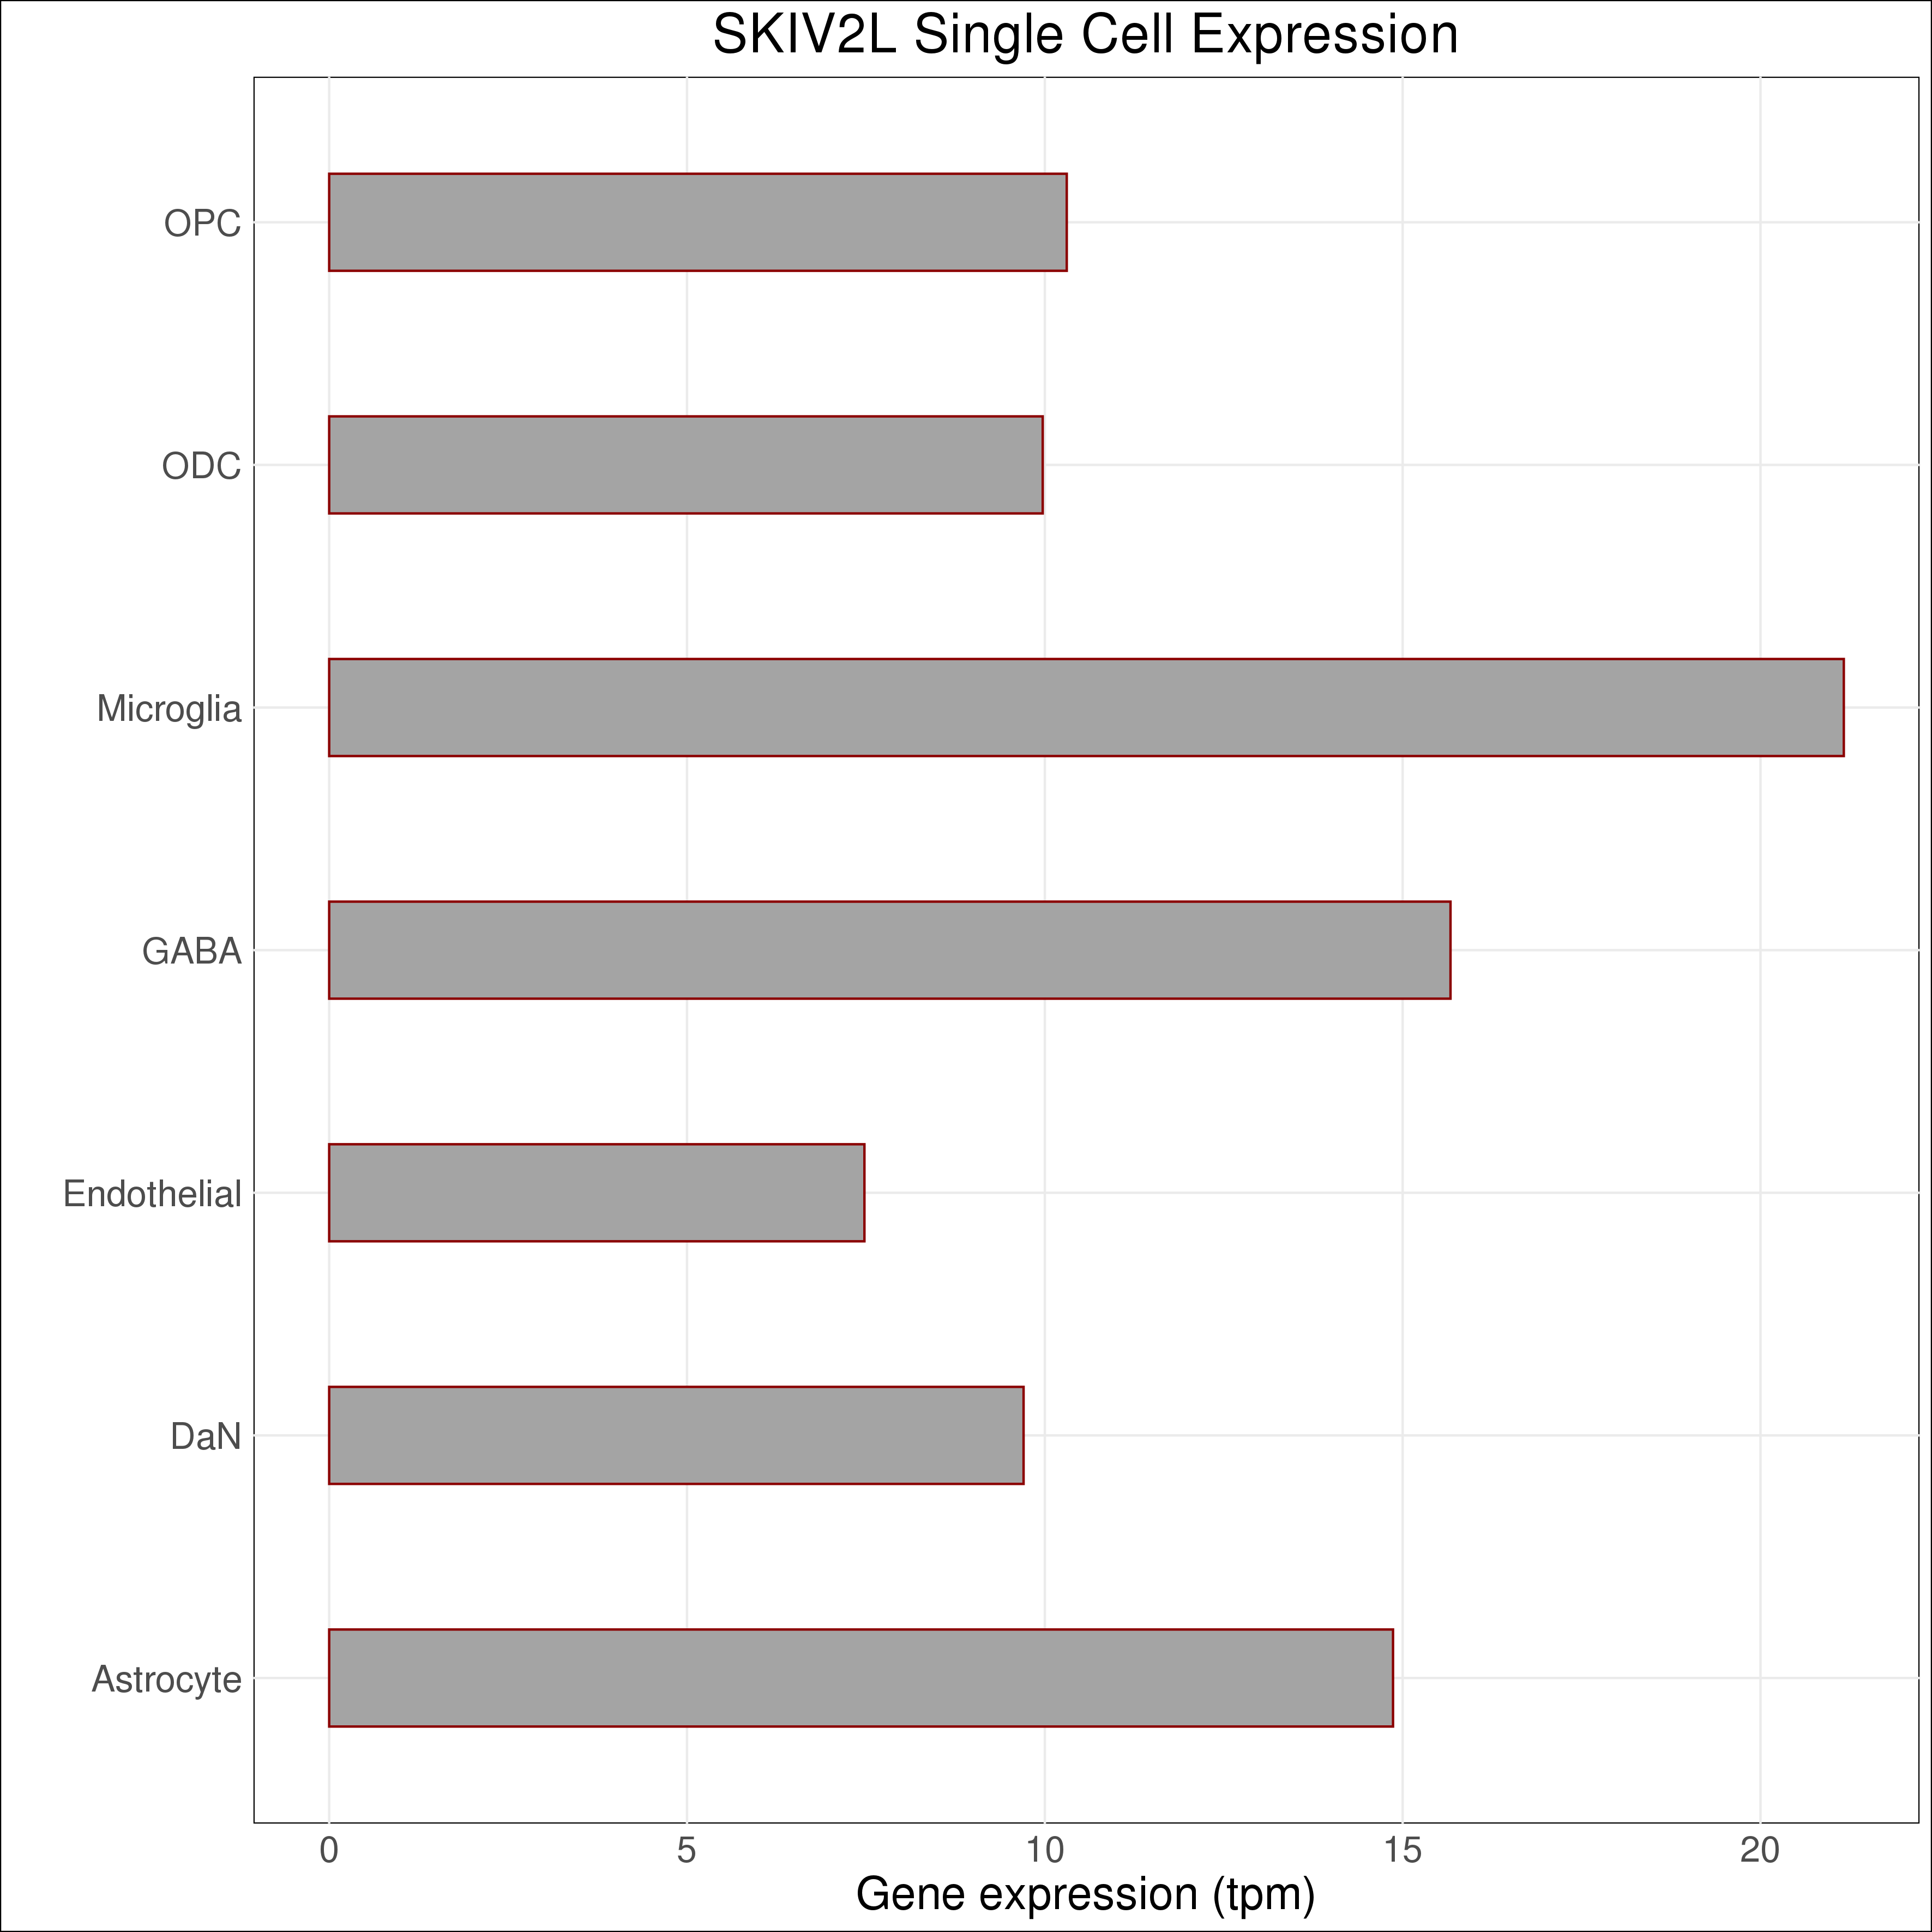 SKIV2L Single Cell Expression
OPC
ODC
Microglia
GABA
Endothelial
DaN
Astrocyte
0 5 10 15 20
Gene expression (tpm)